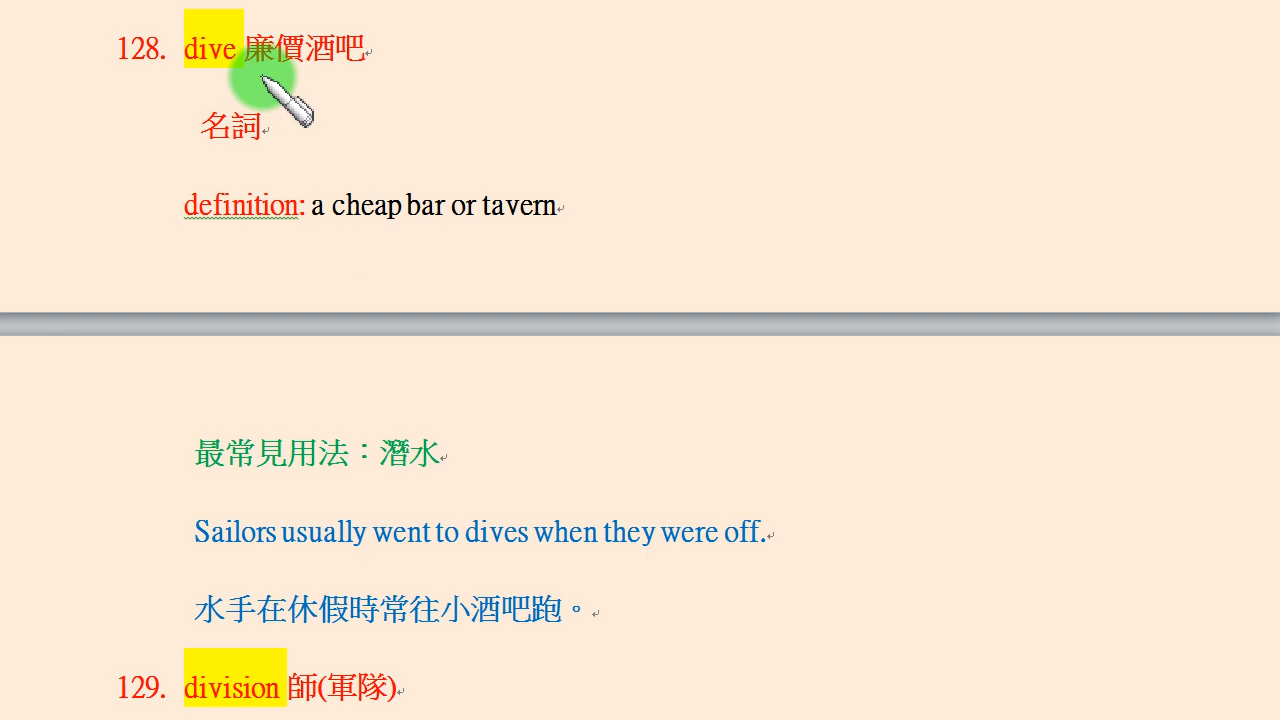 128. dive 廉價酒吧
名詞
definition: a cheap bar or tavern
最常見用法：潛水
Sailors usually went to dives when they were off.
水手在休假時常往小酒吧跑。
129. division 師(軍隊)